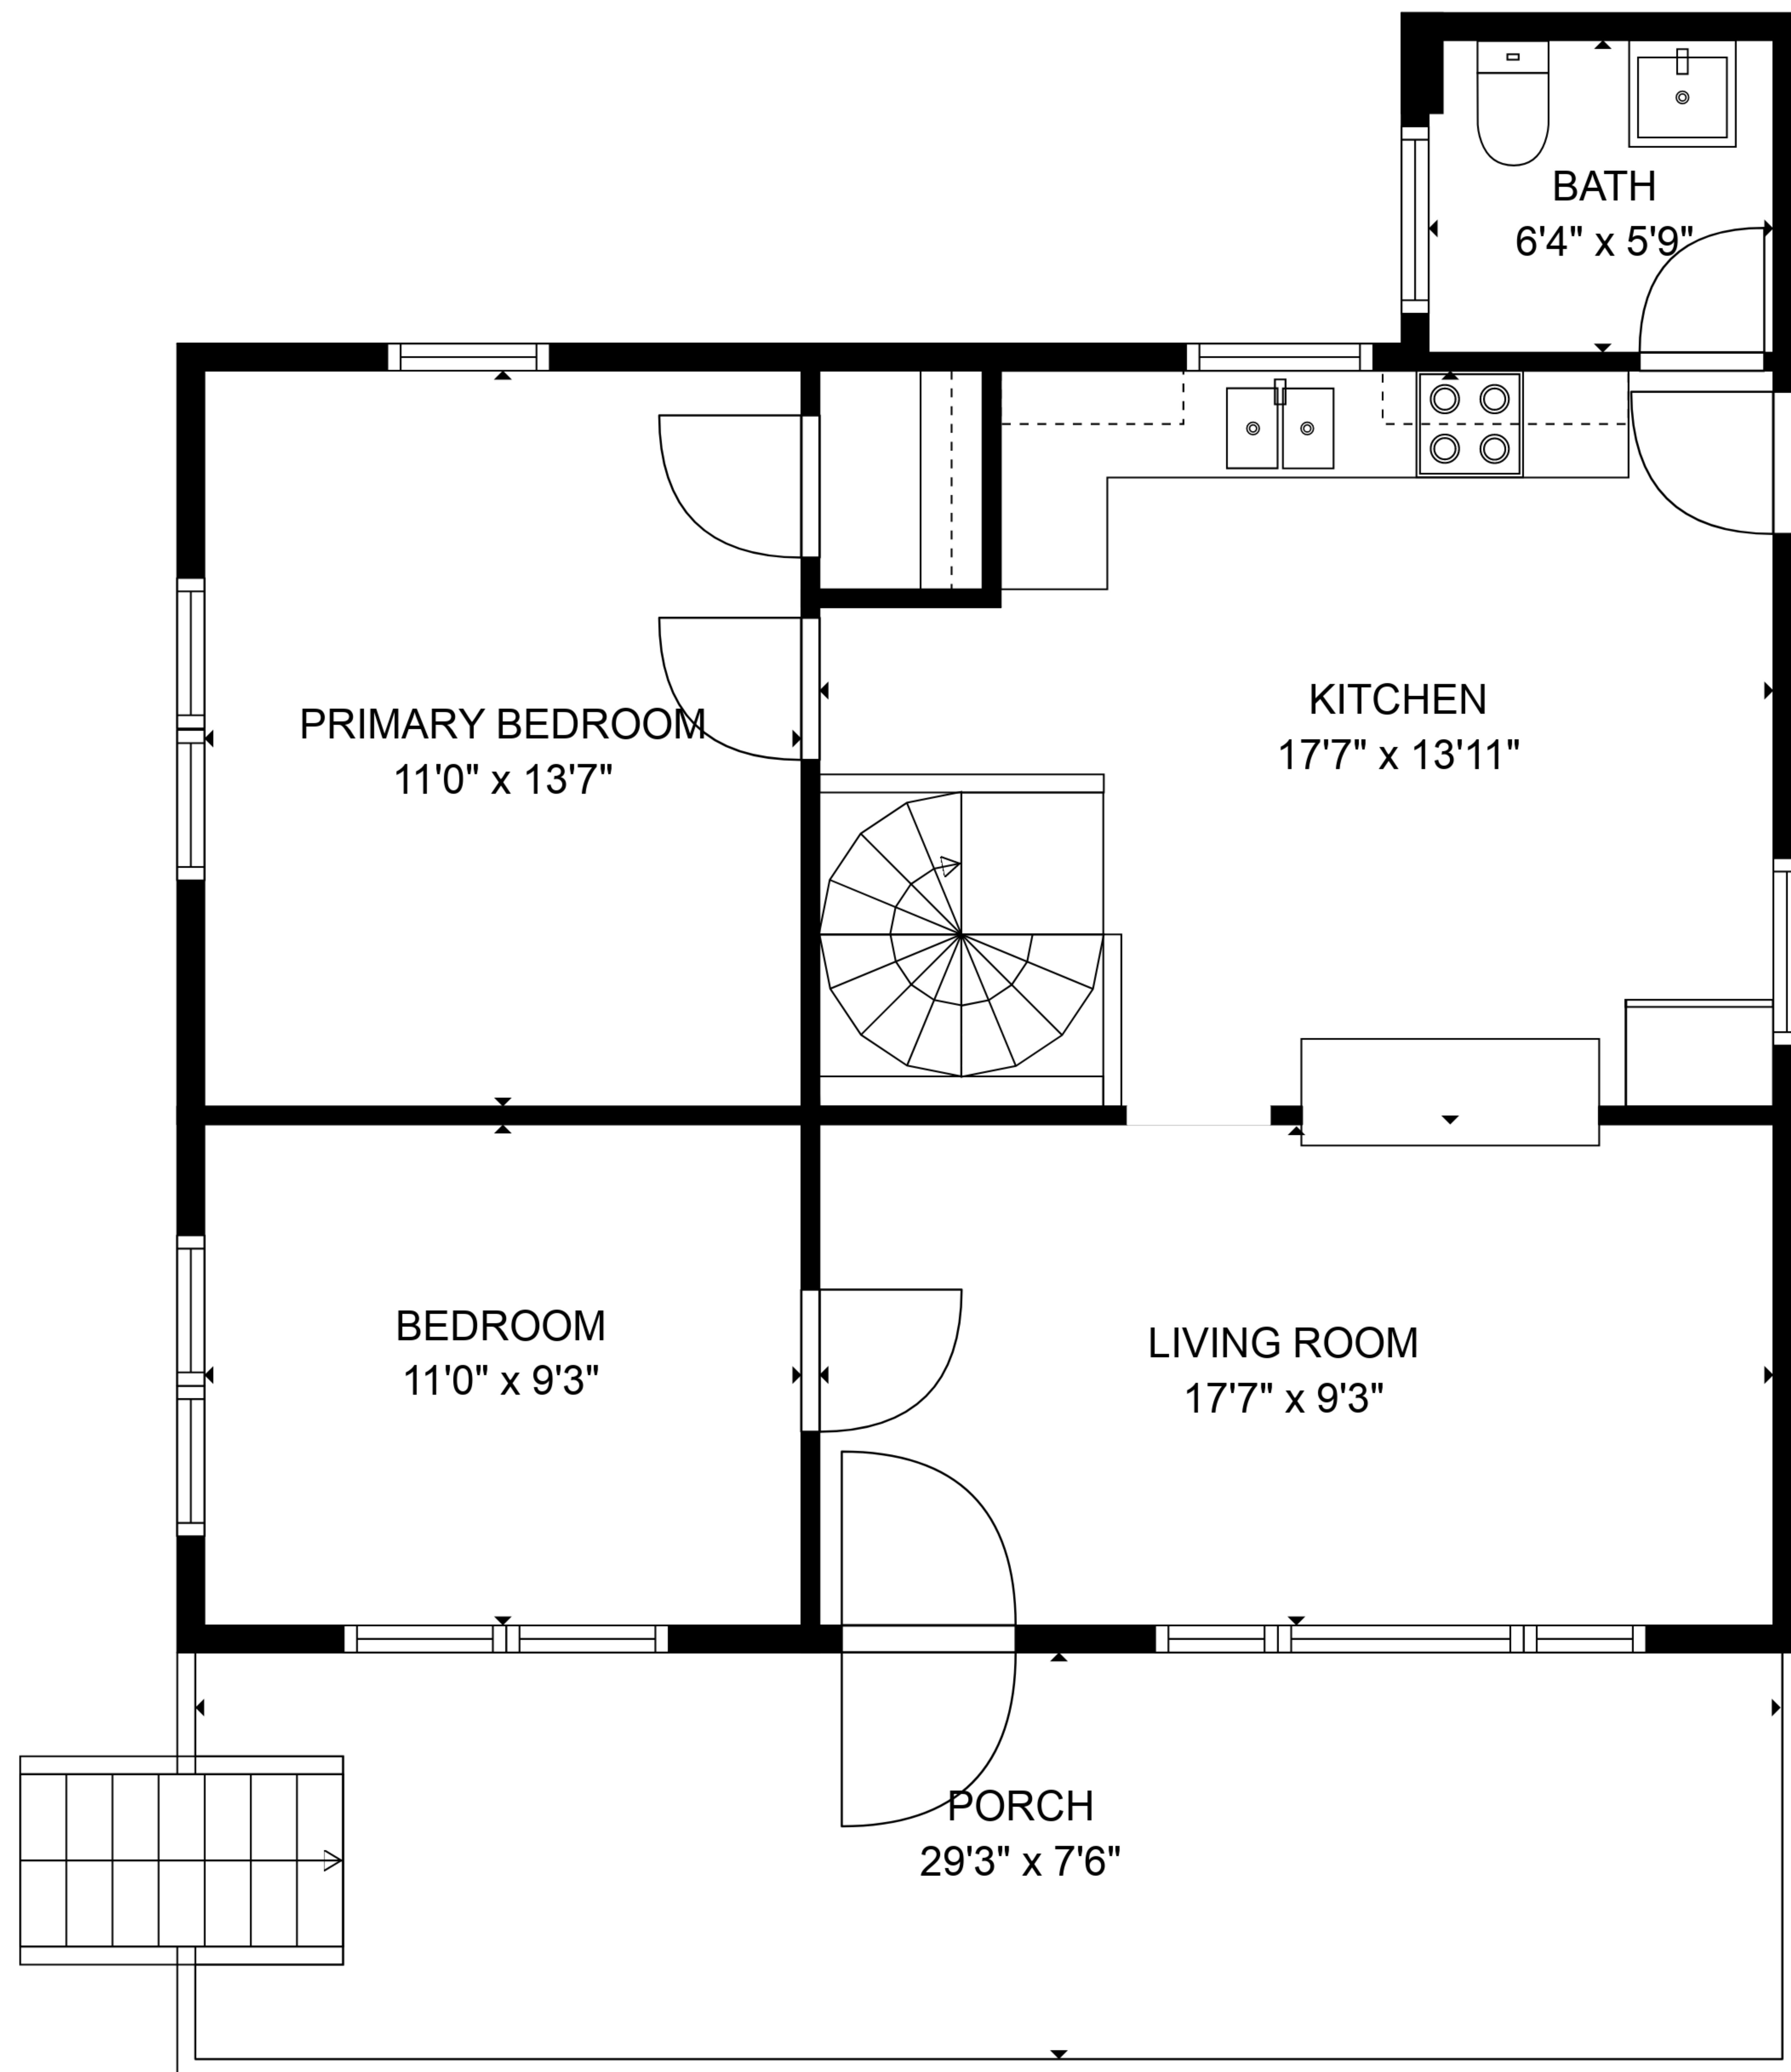 BATH
6'4" x 5'9"
PRIMARY BEDROOM
11'0" x 13'7"
KITCHEN
17'7" x 13'11"
BEDROOM
11'0" x 9'3"
LIVING ROOM
17'7" x 9'3"
PORCH
29'3" x 7'6"